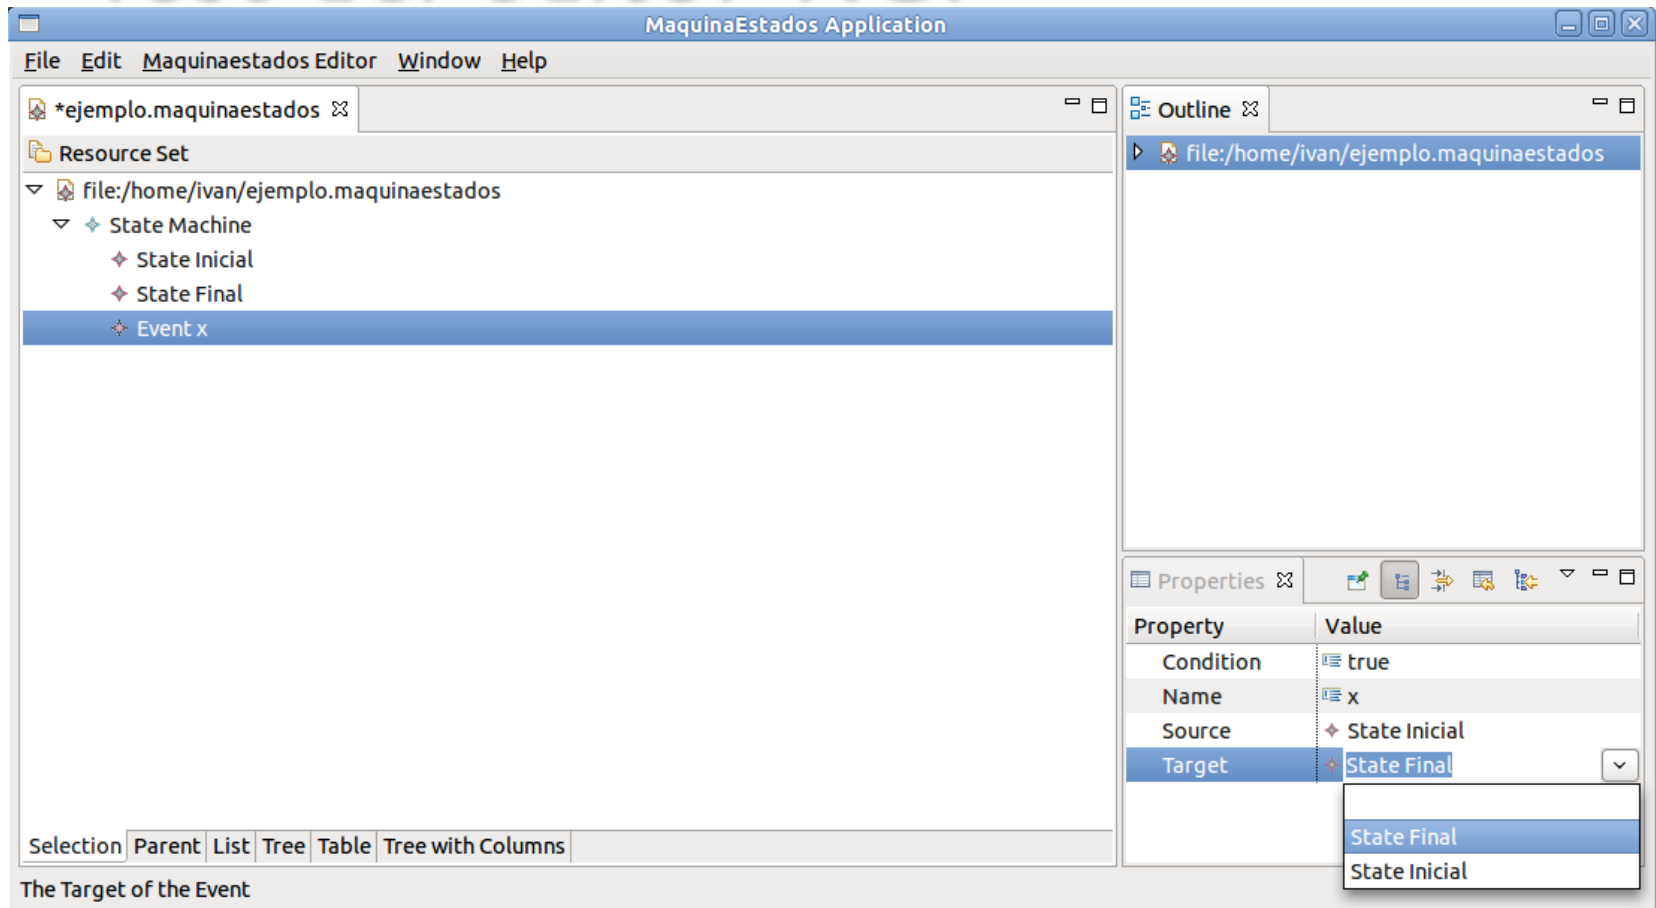 MaquinaEstados Application
File Edit Maquinaestados Editor Window Help
*ejemplo.maquinaestados
Resource Set
file:/home/ivan/ejemplo.maquinaestados
State Machine
State Inicial
State Final
Event x
Selection Parent List Tree Table Tree with Columns
The Target of the Event
Outline
file:/home/ivan/ejemplo.maquinaestados
Properties
Property Value
Condition true
Name x
Source State Inicial
Target State Final
State Final
State Inicial